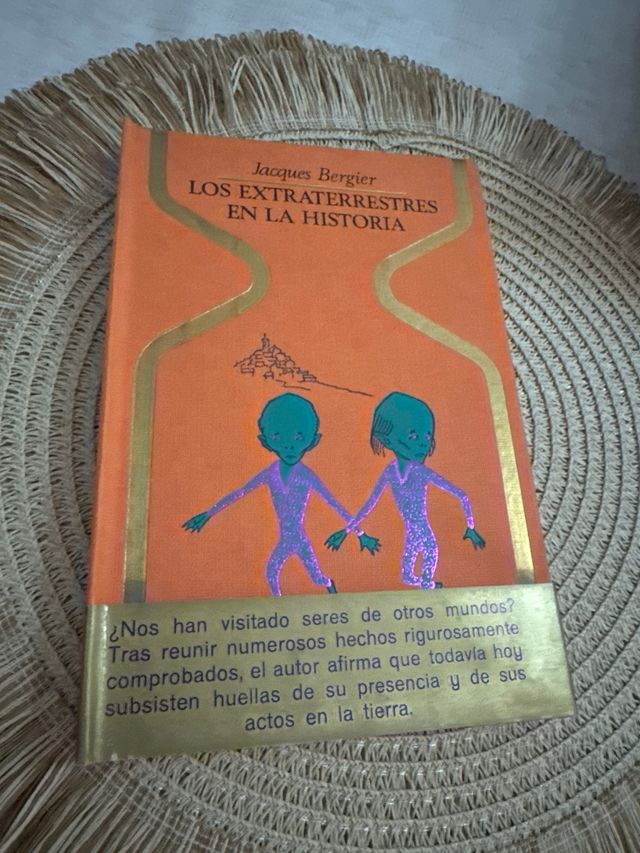 Jacques Bergier
LOS EXTRATERRESTRES
EN LA HISTORIA
¿Nos han visitado seres de otros mundos?
Tras reunir numerosos hechos rigurosamente
comprobados, el autor afirma que todavía hoy
subsisten huellas de su presencia y de sus
actos en la tierra.